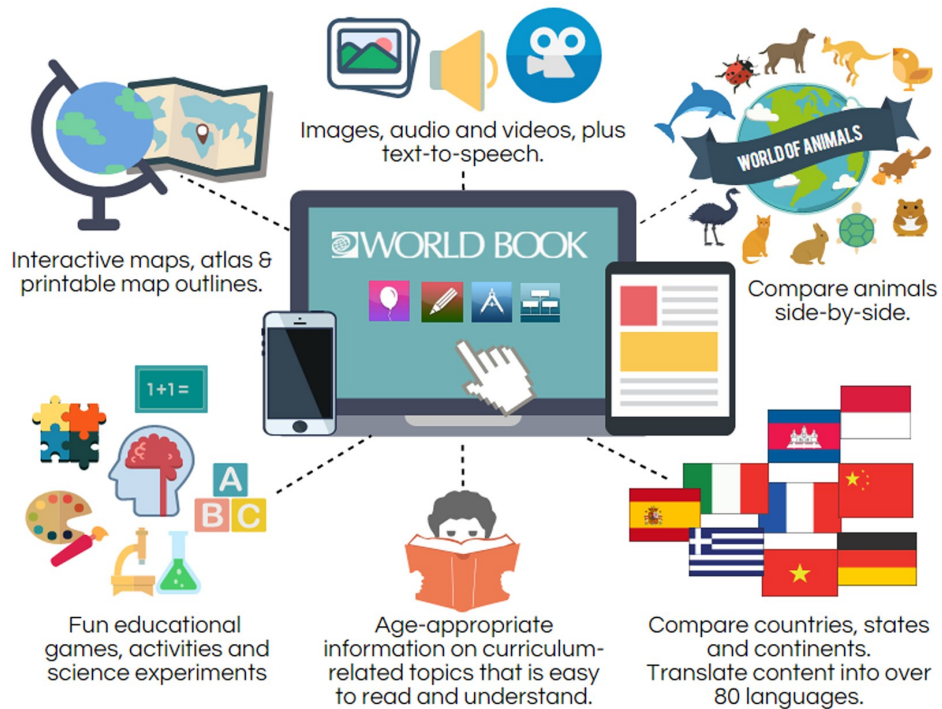 Images, audio and videos, plus
text-to-speech.
WORLD OF ANIMALS
Interactive maps, atlas &
printable map outlines.
WORLD BOOK
Compare animals
side-by-side.
1+1=
A
B C
Fun educational
games, activities and
science experiments
Age-appropriate
information on curriculum-
related topics that is easy
to read and understand.
Compare countries, states
and continents.
Translate content into over
80 languages.